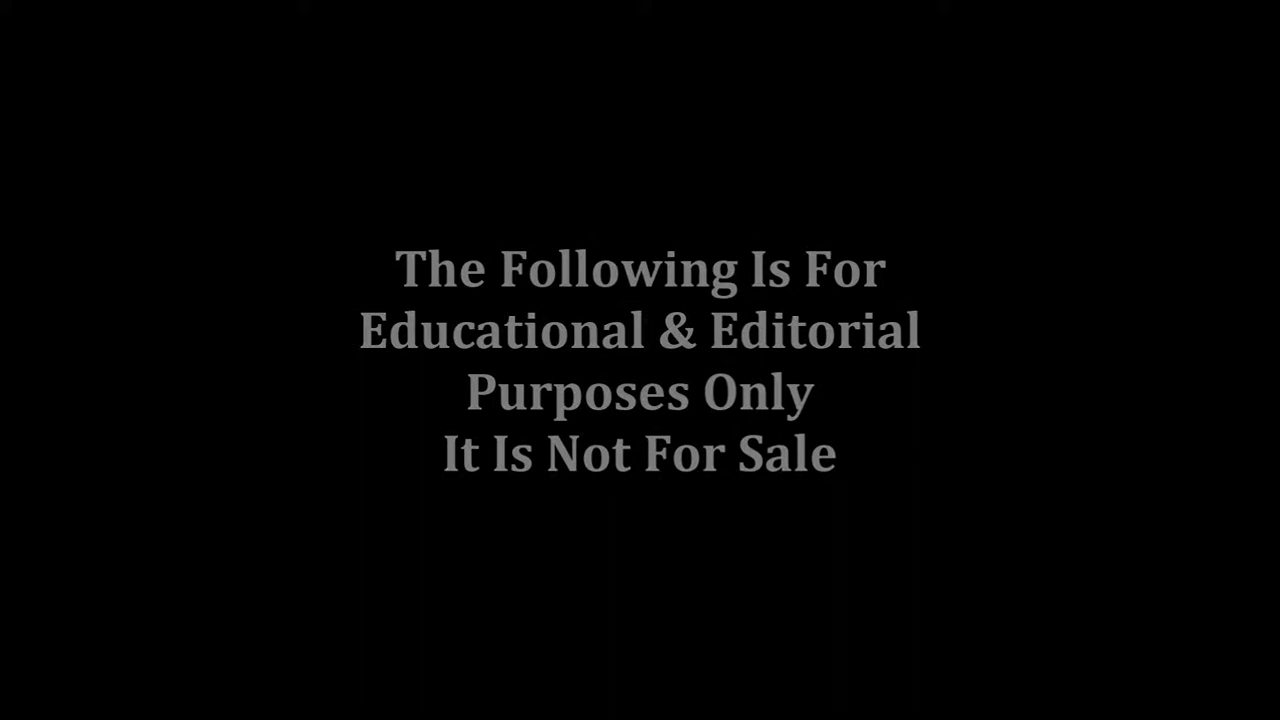 The Following Is For
Educational & Editorial
Purposes Only
It Is Not For Sale